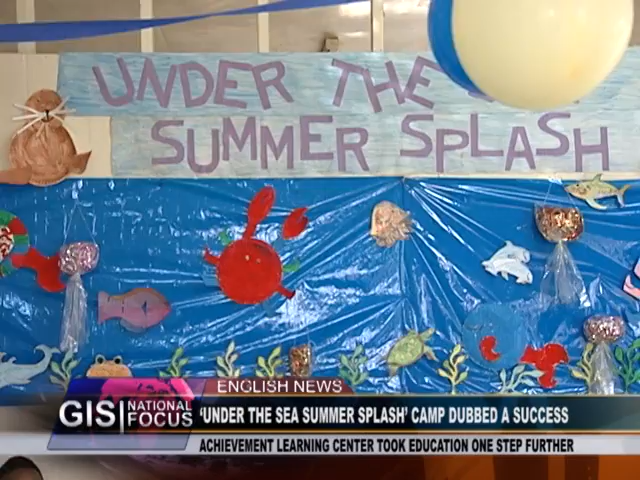 UNDER THE
SUMMER SPLASH
ENGLISH NEWS
GIS NATIONAL FOCUS
'UNDER THE SEA SUMMER SPLASH' CAMP DUBBED A SUCCESS
ACHIEVEMENT LEARNING CENTER TOOK EDUCATION ONE STEP FURTHER